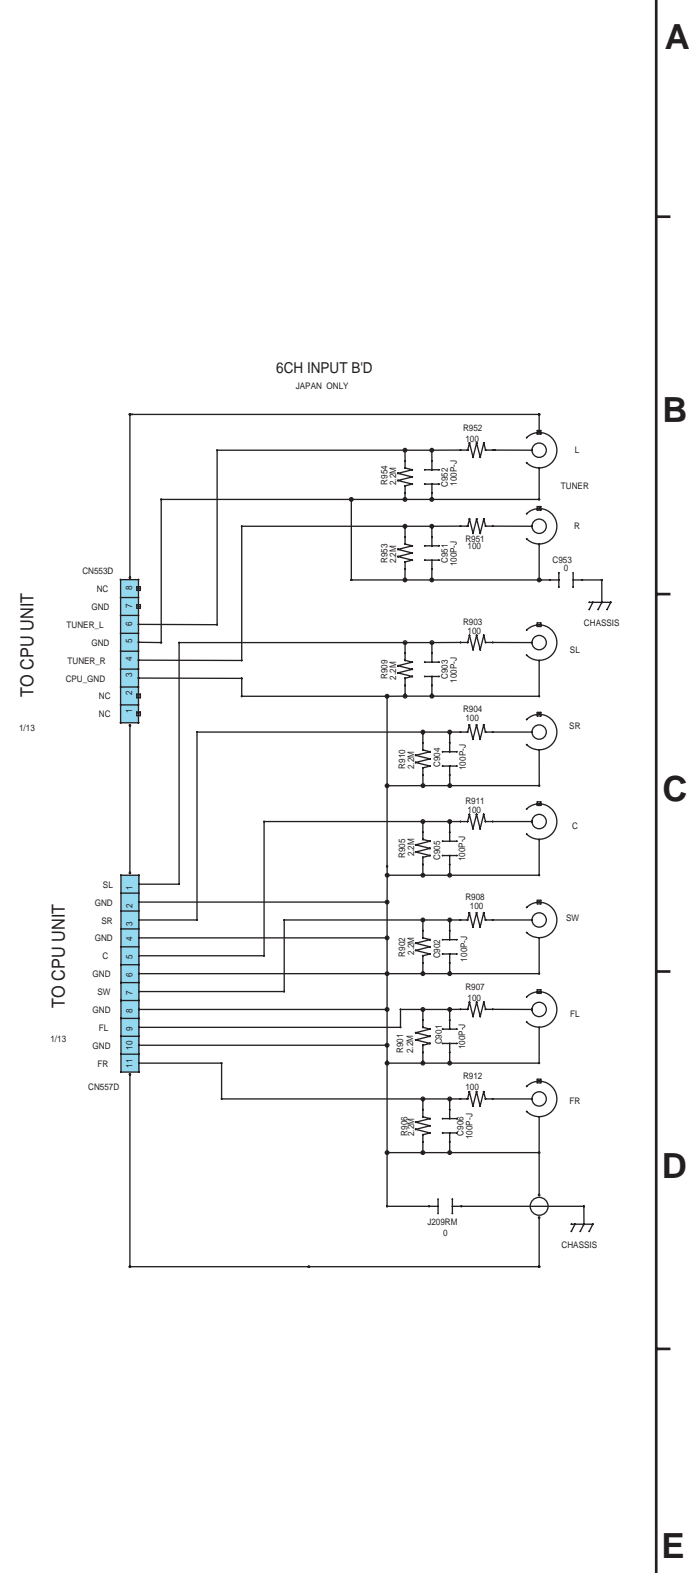 A
6CH INPUT B'D
JAPAN ONLY
B
R952
100
R954
2.2M
C952
100P-J
L
TUNER
R951
100
R953
2.2M
C951
100P-J
R
C953
0
CHASSIS
CN553D
NC 8
GND 7
TUNER_L 6
GND 5
TUNER_R 4
CPU_GND 3
NC 2
NC 1
TO CPU UNIT
1/13
R903
100
R909
2.2M
C903
100P-J
SL
R904
100
R910
2.2M
C904
100P-J
SR
C
R911
100
R905
2.2M
C905
100P-J
C
SL 1
GND 2
SR 3
GND 4
C 5
GND 6
SW 7
GND 8
FL 9
GND 10
FR 11
CN557D
TO CPU UNIT
1/13
R908
100
R902
2.2M
C902
100P-J
SW
R907
100
R901
2.2M
C901
100P-J
FL
R912
100
R906
2.2M
C906
100P-J
FR
D
J209RM
0
CHASSIS
E